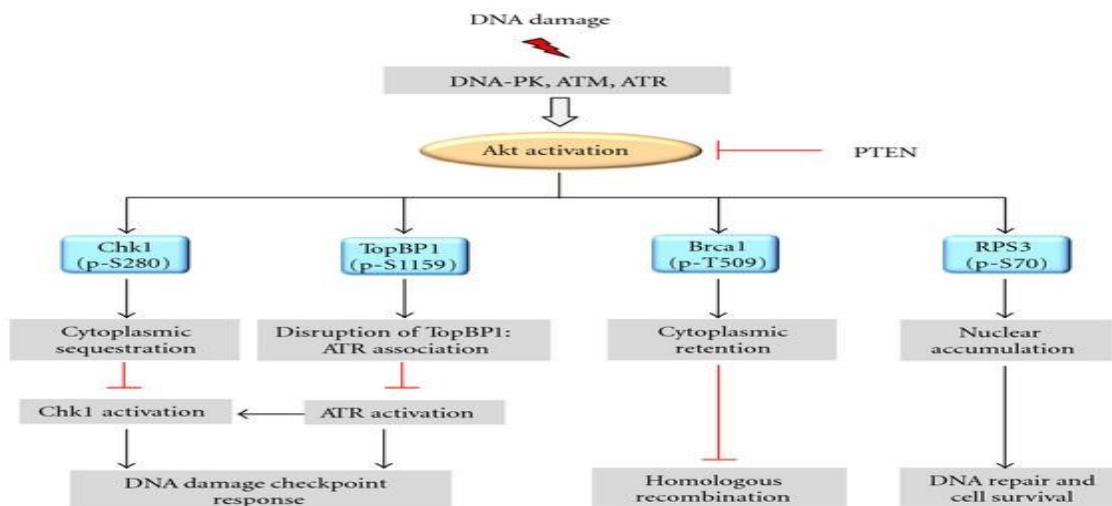 DNA damage
DNA-PK, ATM, ATR
Akt activation
PTEN
Chk1
(p-S280)
TopBP1
(p-S1159)
Brca1
(p-T509)
RPS3
(p-S70)
Cytoplasmic
sequestration
Disruption of TopBP1:
ATR association
Cytoplasmic
retention
Nuclear
accumulation
Chk1 activation
ATR activation
DNA damage checkpoint
response
Homologous
recombination
DNA repair and
cell survival